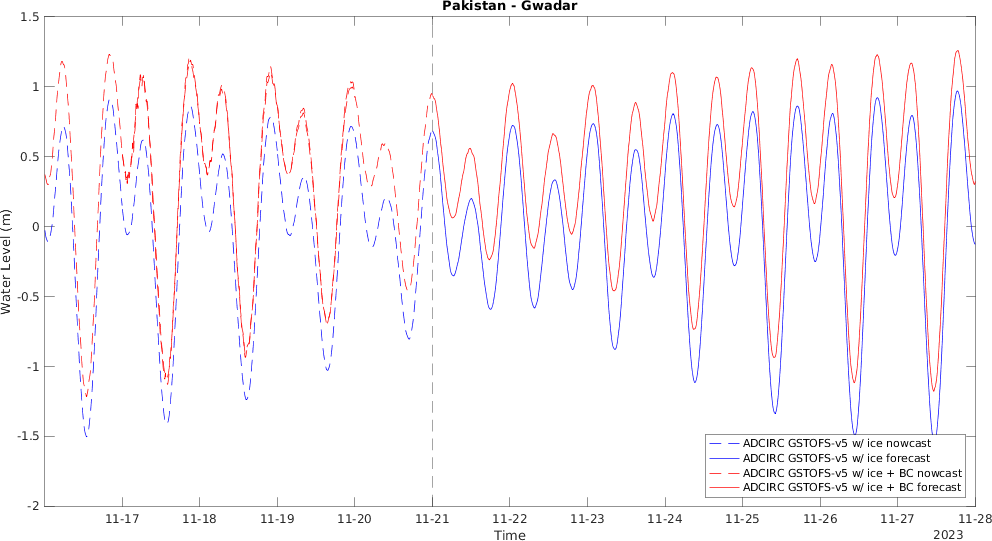 Pakistan - Gwadar
1.5
1
0.5
0
-0.5
-1
-1.5
-2
Water Level (m)
ADCIRC GSTOFS-v5 w/ ice nowcast
ADCIRC GSTOFS-v5 w/ ice forecast
ADCIRC GSTOFS-v5 w/ ice + BC nowcast
ADCIRC GSTOFS-v5 w/ ice + BC forecast
11-17 11-18 11-19 11-20 11-21 11-22 11-23 11-24 11-25 11-26 11-27 11-28
Time
2023